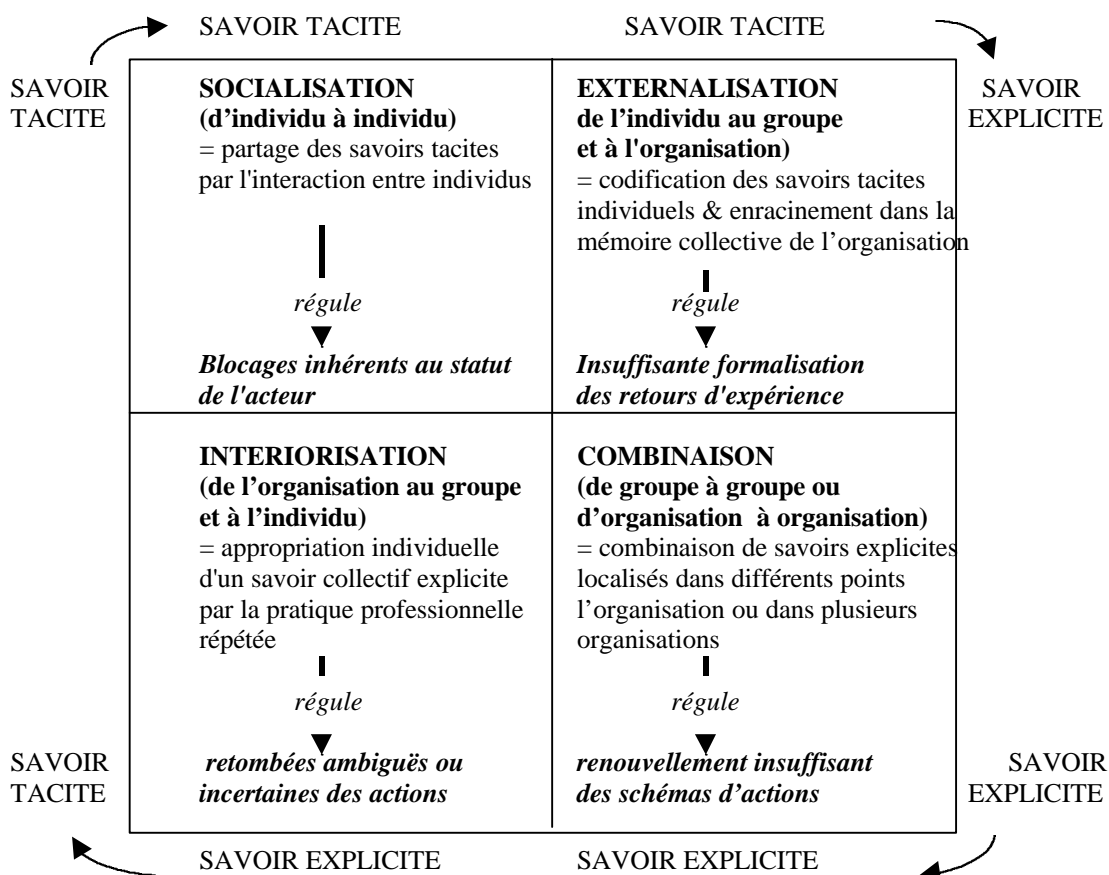 SAVOIR TACITE
SAVOIR TACITE
SAVOIR
TACITE
SAVOIR
EXPLICITE
SOCIALISATION
(d’individu à individu)
= partage des savoirs tacites
par l'interaction entre individus
régule
Blocages inhérents au statut
de l'acteur
EXTERNALISATION
de l’individu au groupe
et à l'organisation)
= codification des savoirs tacites
individuels & enracinement dans la
mémoire collective de l’organisation
régule
Insuffisante formalisation
des retours d'expérience
INTERIORISATION
(de l’organisation au groupe
et à l’individu)
= appropriation individuelle
d'un savoir collectif explicite
par la pratique professionnelle
répétée
régule
retombées ambiguës ou
incertaines des actions
COMBINAISON
(de groupe à groupe ou
d’organisation à organisation)
= combinaison de savoirs explicites
localisés dans différents points
l’organisation ou dans plusieurs
organisations
régule
renouvellement insuffisant
des schémas d’actions
SAVOIR
TACITE
SAVOIR
EXPLICITE
SAVOIR EXPLICITE
SAVOIR EXPLICITE